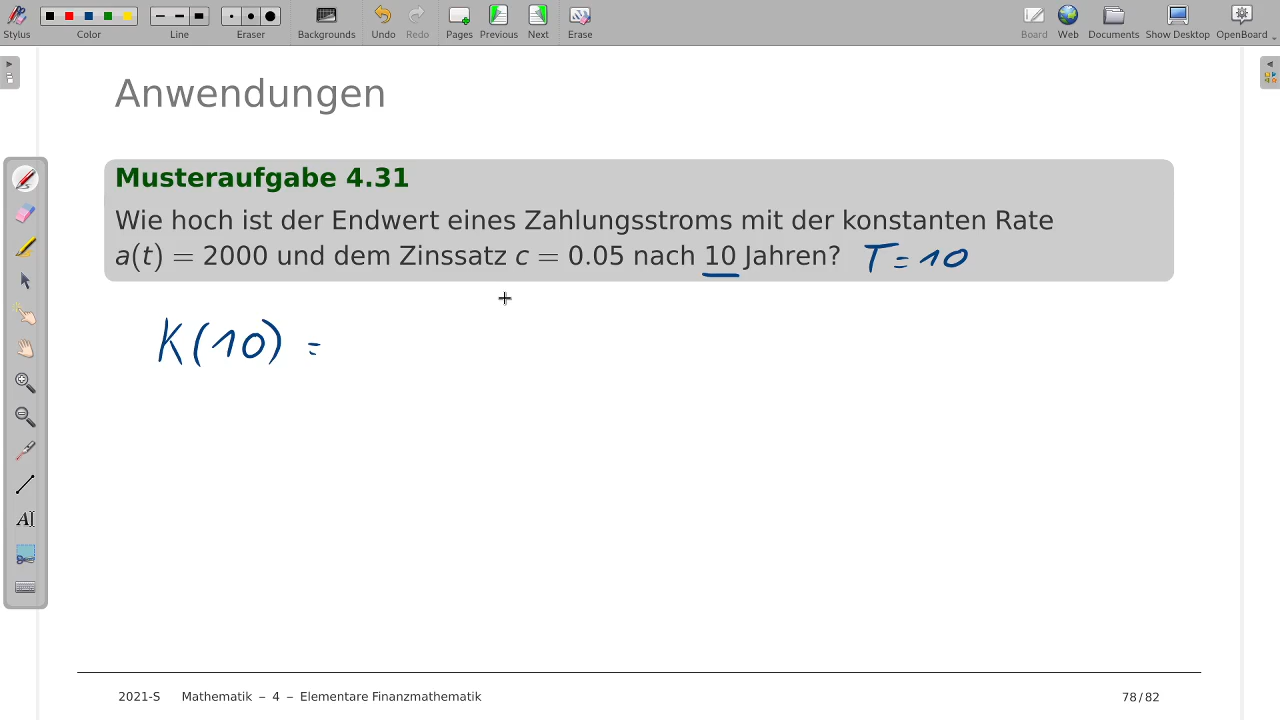 Stylus Color Line Eraser Backgrounds Undo Redo Pages Previous Next Erase Board Web Documents Show Desktop OpenBoard
Anwendungen
Musteraufgabe 4.31
Wie hoch ist der Endwert eines Zahlungsstroms mit der konstanten Rate
a(t) = 2000 und dem Zinssatz c = 0.05 nach 10 Jahren? T = 10
K(10) =
AI
2021-S Mathematik – 4 – Elementare Finanzmathematik 78/82